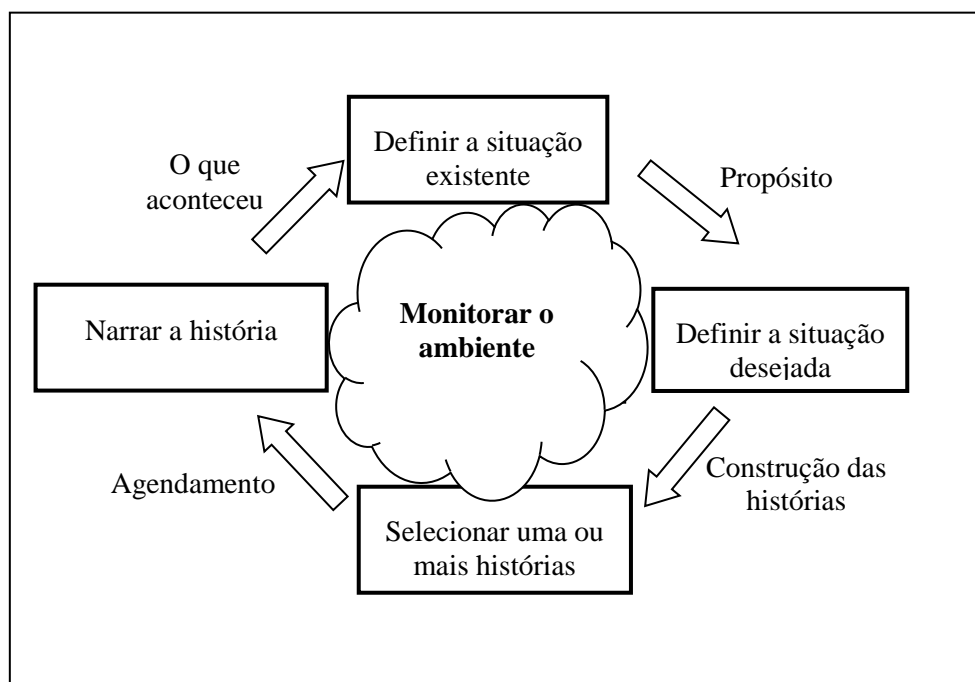 Definir a situação
existente
O que
aconteceu
Propósito
Monitorar o
ambiente
Narrar a história
Definir a situação
desejada
Agendamento
Construção das
histórias
Selecionar uma ou
mais histórias